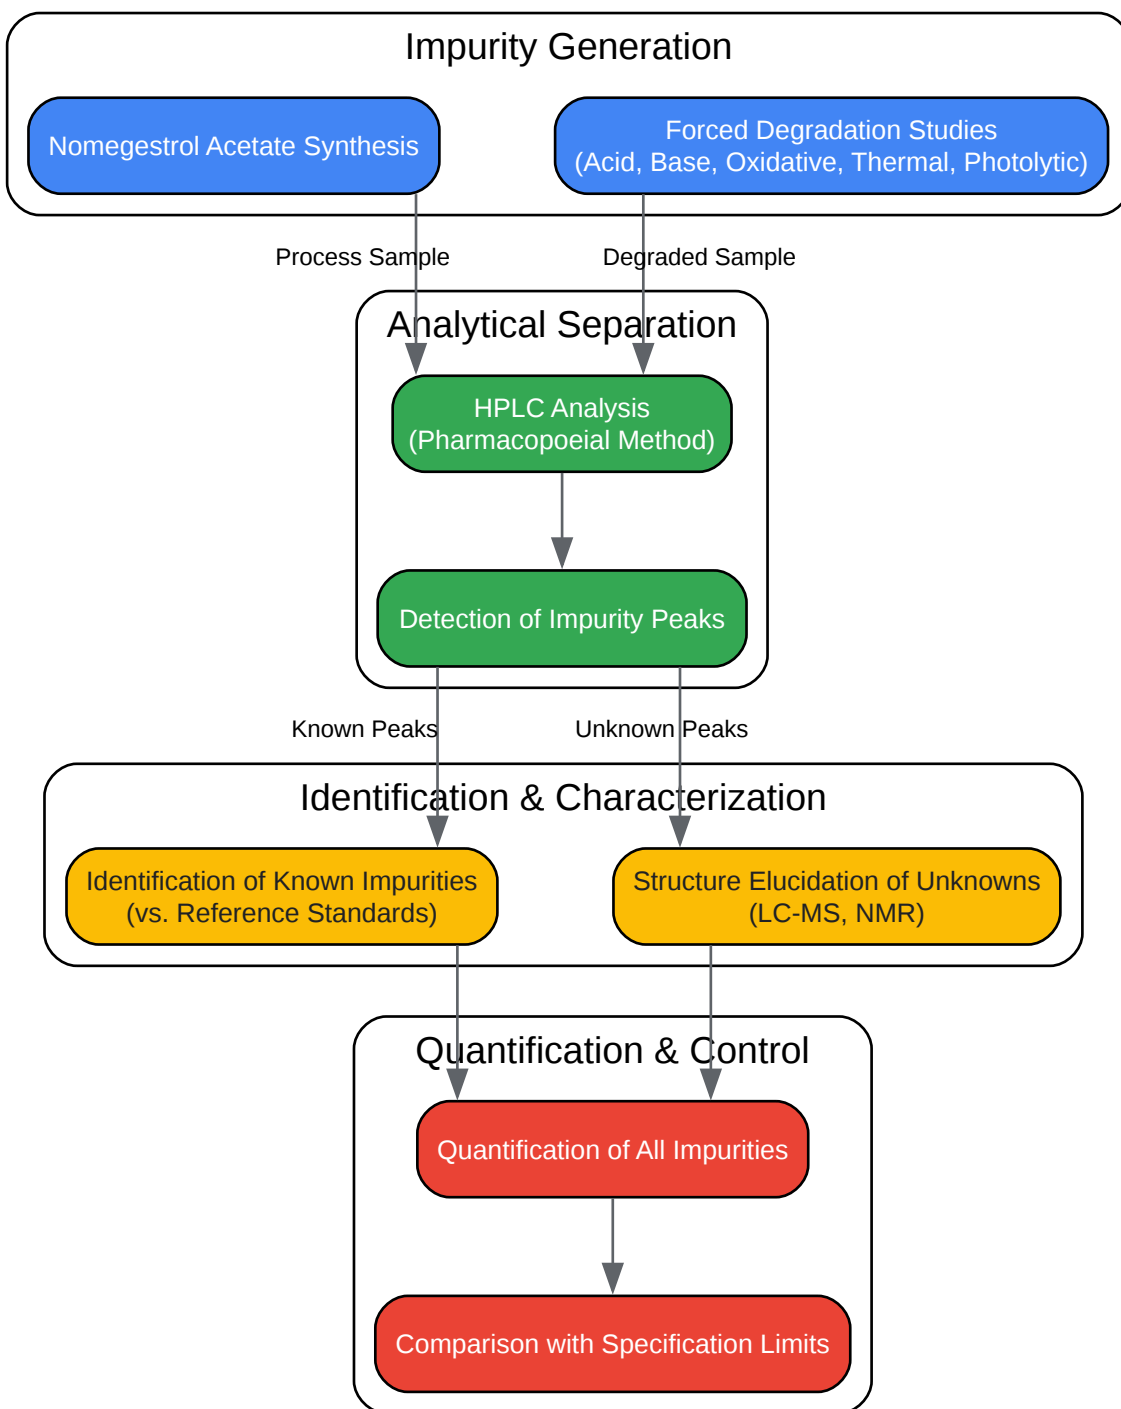 Impurity Generation
Nomegestrol Acetate Synthesis
Forced Degradation Studies
(Acid, Base, Oxidative, Thermal, Photolytic)
Process Sample
Degraded Sample
Analytical Separation
HPLC Analysis
(Pharmacopoeial Method)
Detection of Impurity Peaks
Known Peaks
Unknown Peaks
Identification & Characterization
Identification of Known Impurities
(vs. Reference Standards)
Structure Elucidation of Unknowns
(LC-MS, NMR)
Quantification & Control
Quantification of All Impurities
Comparison with Specification Limits